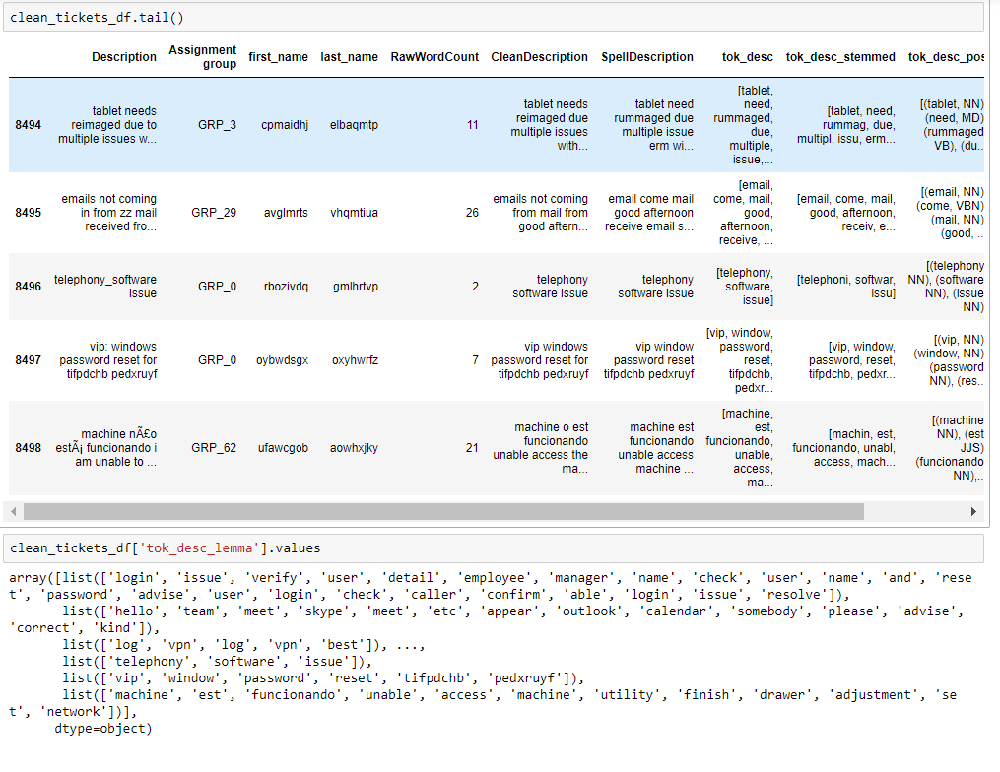 clean_tickets_df.tail()
Description Assignment group first_name last_name RawWordCount CleanDescription SpellDescription tok_desc tok_desc_stemmed tok_desc_pos
8494 tablet needs reimaged due to multiple issues w... GRP_3 cpmaidhj elbaqmtp 11 tablet needs reimaged due multiple issues with... tablet need rummaged due multiple issue erm wi... [tablet, need, rummaged, due, multiple, issue,... [tablet, need, rummag, due, multipl, issu, erm... [(tablet, NN) (need, MD) (rummaged VB), (du..
8495 emails not coming in from zz mail received fro... GRP_29 avglmrts vhqmtiua 26 emails not coming from mail from good aftern... email come mail good afternoon receive email s... [email, come, mail, good, afternoon, receive, ... [email, come, mail, good, afternoon, receiv, e... [(email, NN) (come, VBN) (mail, NN) (good, ..
8496 telephony_software issue GRP_0 rbozivdq gmlhrtvp 2 telephony software issue telephony software issue [telephony, software, issue] [telephoni, softwar, issu] [(telephony NN), (software NN), (issue NN)
8497 vip: windows password reset for tifpdchb pedxruyf GRP_0 oybwdsgx oxyhwrfz 7 vip windows password reset for tifpdchb pedxruyf vip window password reset tifpdchb pedxruyf [vip, window, password, reset, tifpdchb, pedxr... [vip, window, password, reset, tifpdchb, pedxr... [(vip, NN) (window, NN) (password NN), (res..
8498 machine nÃ£o estÃ¡ funcionando i am unable to ... GRP_62 ufawcgob aowhxjky 21 machine o est funcionando unable access the ma... machine est funcionando unable access machine ... [machine, est, funcionando, unable, access, ma... [machin, est, funcionando, unabl, access, mach... [(machine NN), (est JJS) (funcionando NN),..
clean_tickets_df['tok_desc_lemma'].values
array([list(['login', 'issue', 'verify', 'user', 'detail', 'employee', 'manager', 'name', 'check', 'user', 'name', 'and', 'rese
t', 'password', 'advise', 'user', 'login', 'check', 'caller', 'confirm', 'able', 'login', 'issue', 'resolve']),
list(['hello', 'team', 'meet', 'skype', 'meet', 'etc', 'appear', 'outlook', 'calendar', 'somebody', 'please', 'advise',
'correct', 'kind']),
list(['log', 'vpn', 'log', 'vpn', 'best']), ...,
list(['telephony', 'software', 'issue']),
list(['vip', 'window', 'password', 'reset', 'tifpdchb', 'pedxruyf']),
list(['machine', 'est', 'funcionando', 'unable', 'access', 'machine', 'utility', 'finish', 'drawer', 'adjustment', 'se
t', 'network'])],
dtype=object)